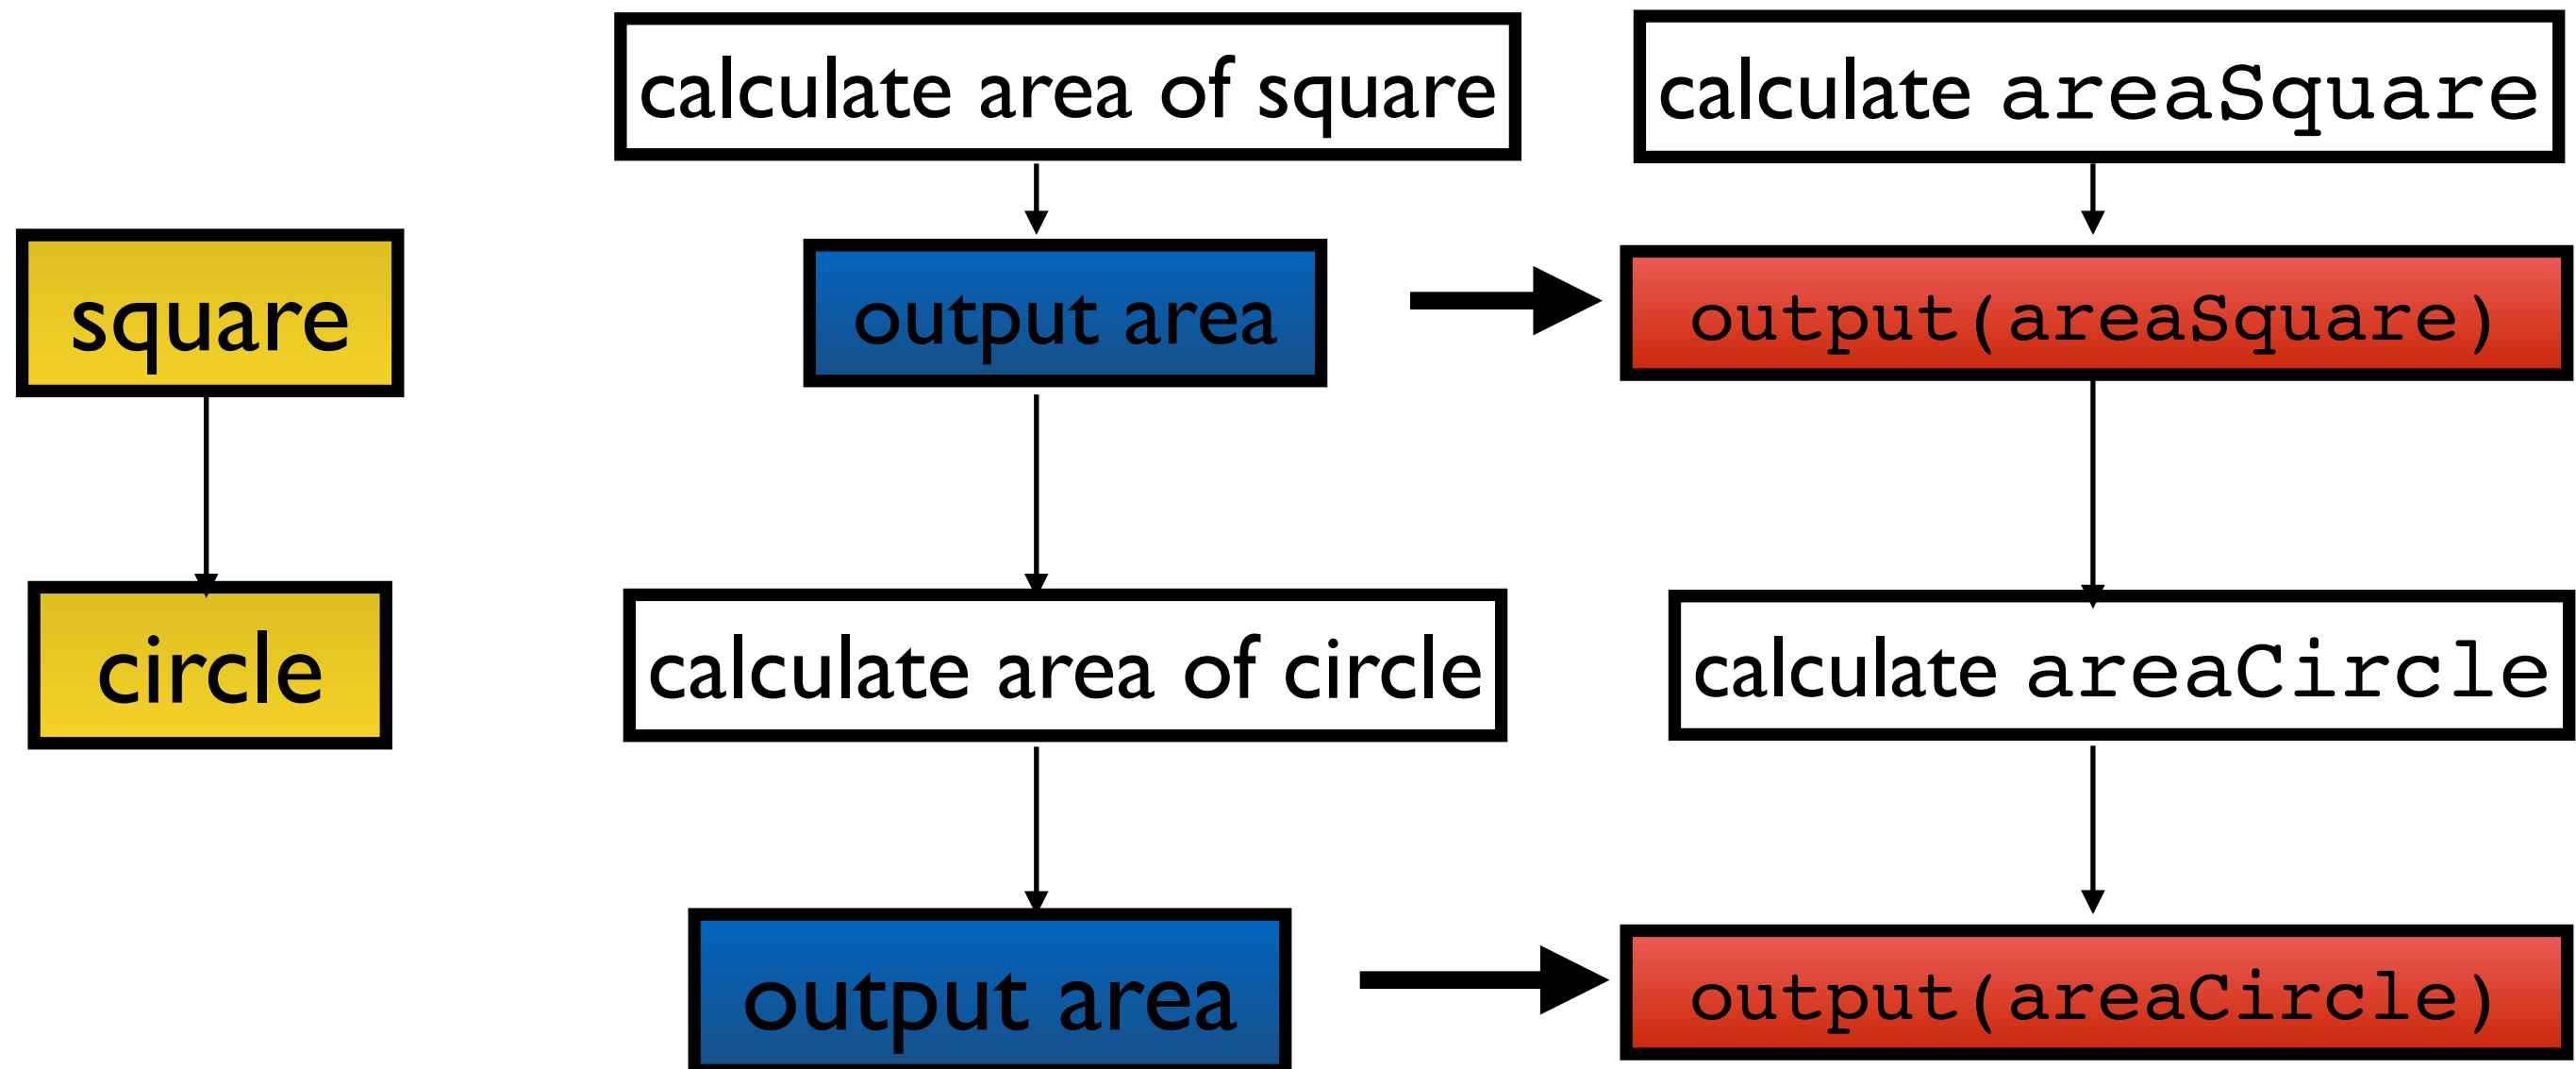 square
circle
calculate area of square
output area
calculate area of circle
output area
calculate areaSquare
output(areaSquare)
calculate areaCircle
output(areaCircle)